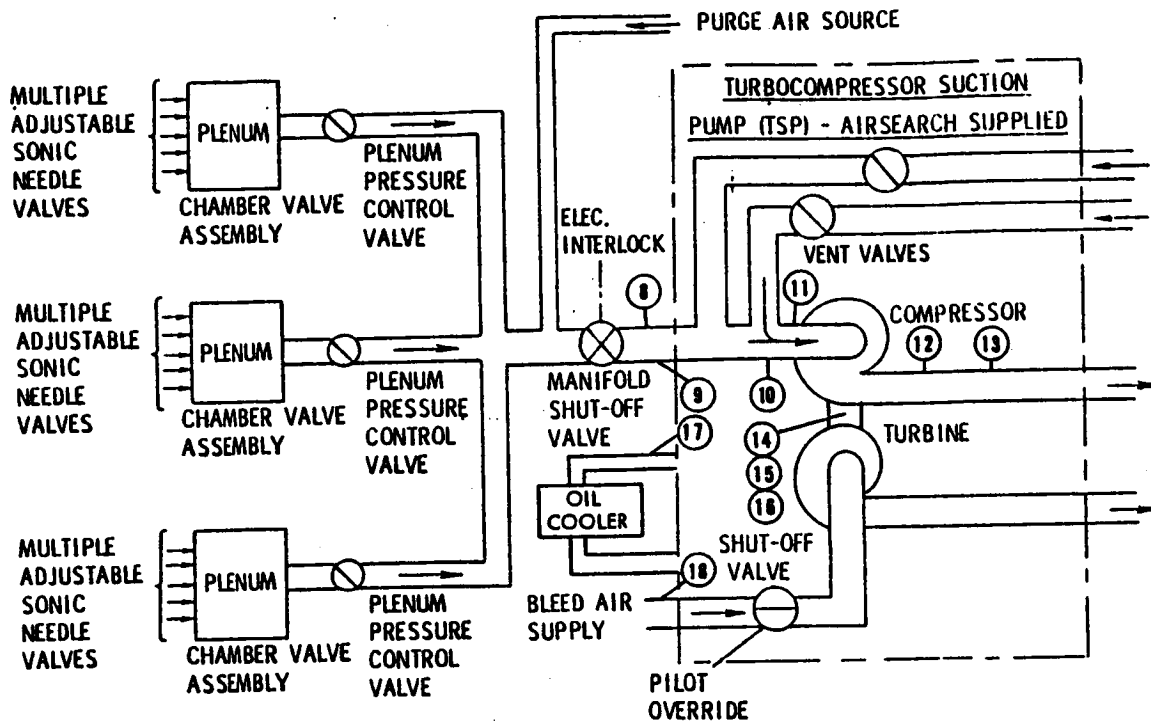 PURGE AIR SOURCE
TURBOCOMPRESSOR SUCTION
PUMP (TSP) - AIRSEARCH SUPPLIED
MULTIPLE
ADJUSTABLE
SONIC
NEEDLE
VALVES
PLENUM
CHAMBER VALVE
ASSEMBLY
PLENUM
PRESSURE
CONTROL
VALVE
ELEC.
INTERLOCK
VENT VALVES
8
11
COMPRESSOR
12
13
MULTIPLE
ADJUSTABLE
SONIC
NEEDLE
VALVES
PLENUM
CHAMBER VALVE
ASSEMBLY
PLENUM
PRESSURE
CONTROL
VALVE
MANIFOLD
SHUT-OFF
VALVE
9
10
17
14
15
16
TURBINE
OIL
COOLER
SHUT-OFF
VALVE
18
BLEED AIR
SUPPLY
MULTIPLE
ADJUSTABLE
SONIC
NEEDLE
VALVES
PLENUM
CHAMBER VALVE
ASSEMBLY
PLENUM
PRESSURE
CONTROL
VALVE
PILOT
OVERRIDE